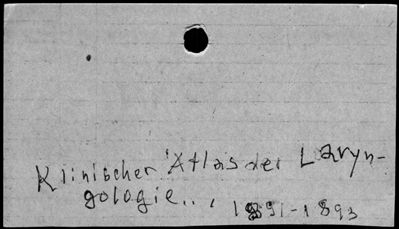 Klinischer Atlas der Laryn-
gologie..., 1891-1893